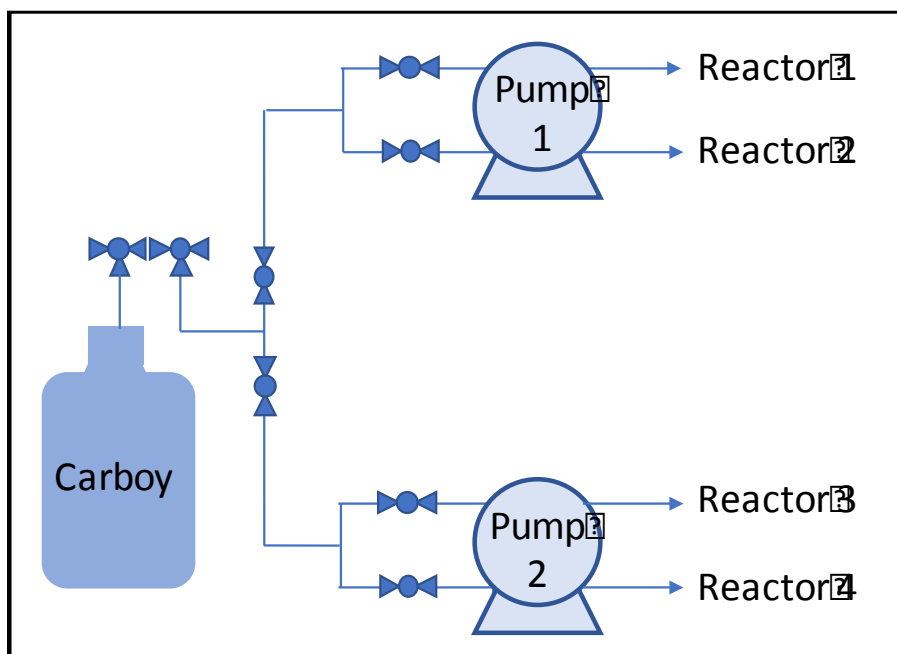 Reactor 1
Pump
1
Reactor 2
Carboy
Reactor 3
Pump
2
Reactor 4